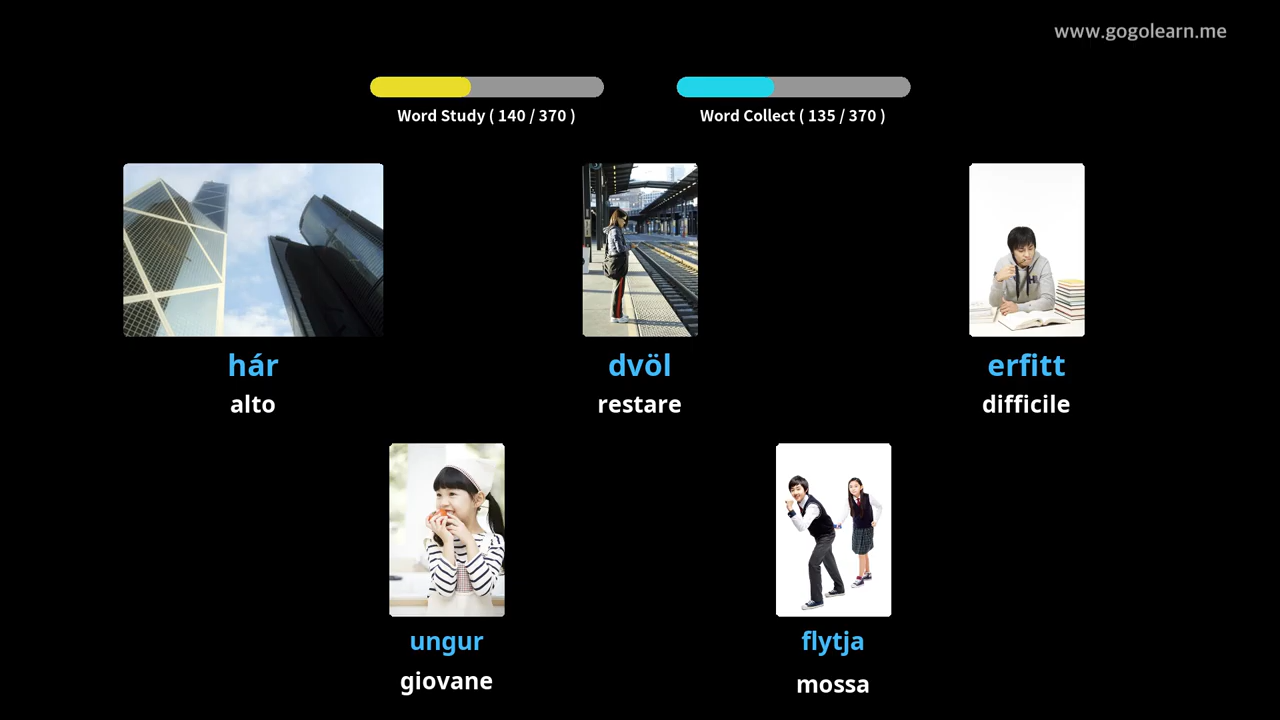 www.gogolearn.me
Word Study ( 140 / 370 )
Word Collect ( 135 / 370 )
hár
alto
dvöl
restare
erfitt
difficile
ungur
giovane
flytja
mossa